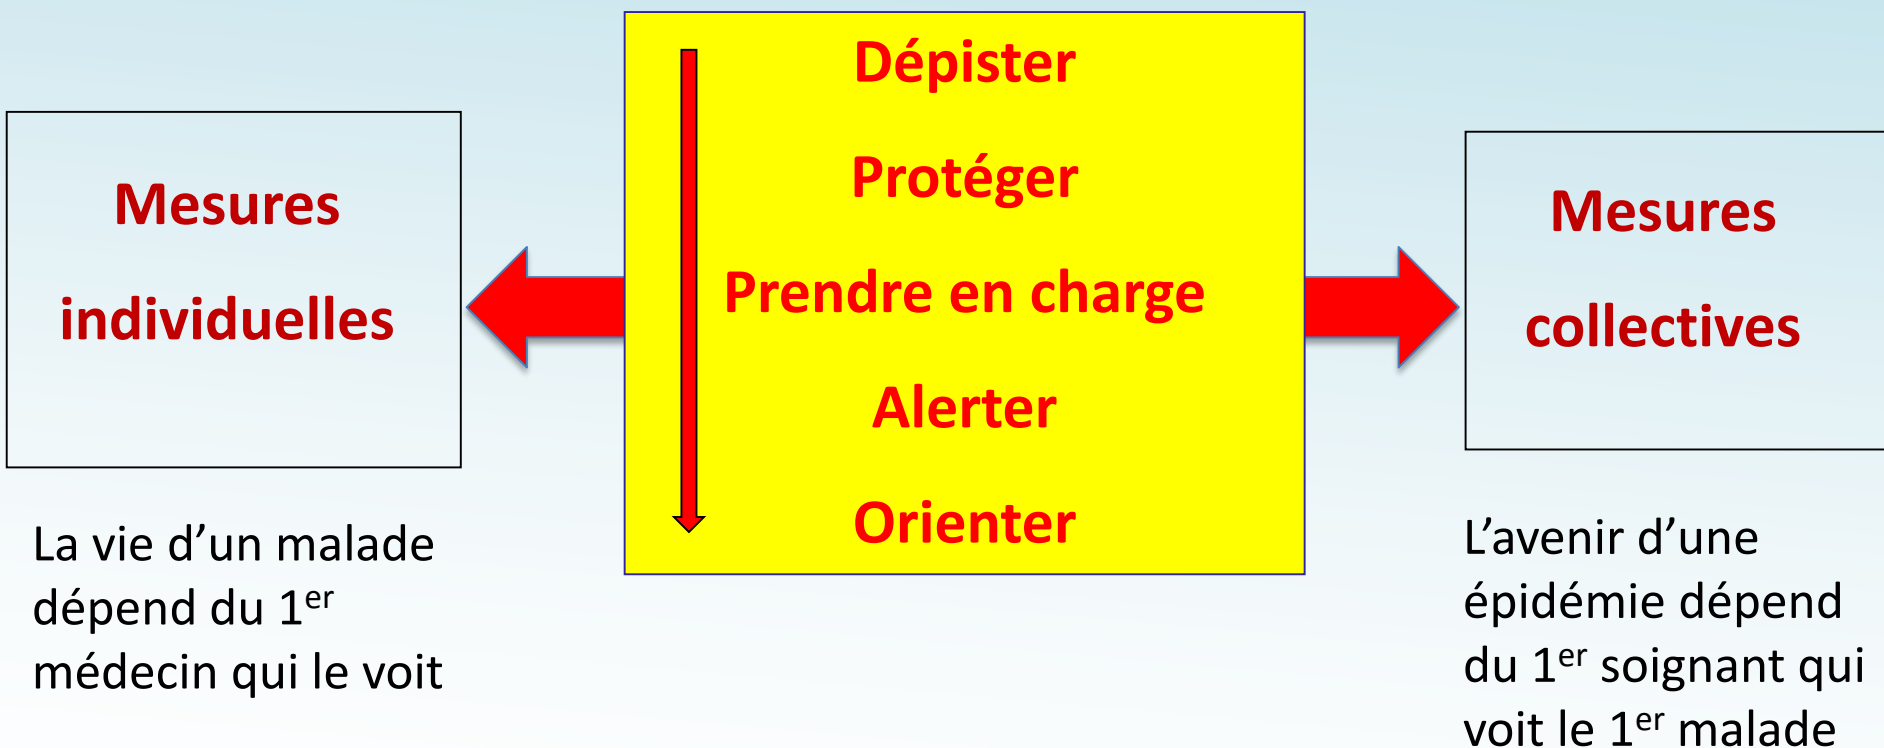 Mesures
individuelles
La vie d’un malade
dépend du 1er
médecin qui le voit
Dépister
Protéger
Prendre en charge
Alerter
Orienter
Mesures
collectives
L’avenir d’une
épidémie dépend
du 1er soignant qui
voit le 1er malade